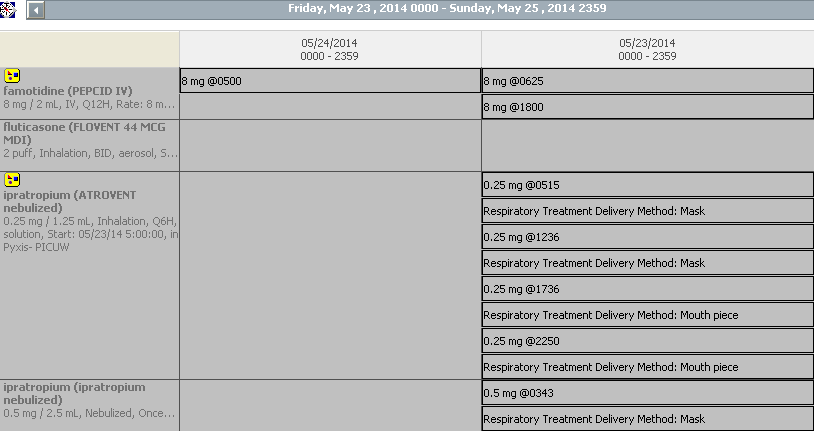 Friday, May 23 , 2014 0000 - Sunday, May 25 , 2014 2359
05/24/2014
0000 - 2359
05/23/2014
0000 - 2359
famotidine (PEPCID IV)
8 mg / 2 mL, IV, Q12H, Rate: 8 m...
8 mg @0500
8 mg @0625
8 mg @1800
fluticasone (FLOVENT 44 MCG
MDI)
2 puff, Inhalation, BID, aerosol, S...
ipratropium (ATROVENT
nebulized)
0.25 mg / 1.25 mL, Inhalation, Q6H,
solution, Start: 05/23/14 5:00:00, in
Pyxis- PICUW
0.25 mg @0515
Respiratory Treatment Delivery Method: Mask
0.25 mg @1236
Respiratory Treatment Delivery Method: Mask
0.25 mg @1736
Respiratory Treatment Delivery Method: Mouth piece
0.25 mg @2250
Respiratory Treatment Delivery Method: Mouth piece
ipratropium (ipratropium
nebulized)
0.5 mg / 2.5 mL, Nebulized, Once...
0.5 mg @0343
Respiratory Treatment Delivery Method: Mask